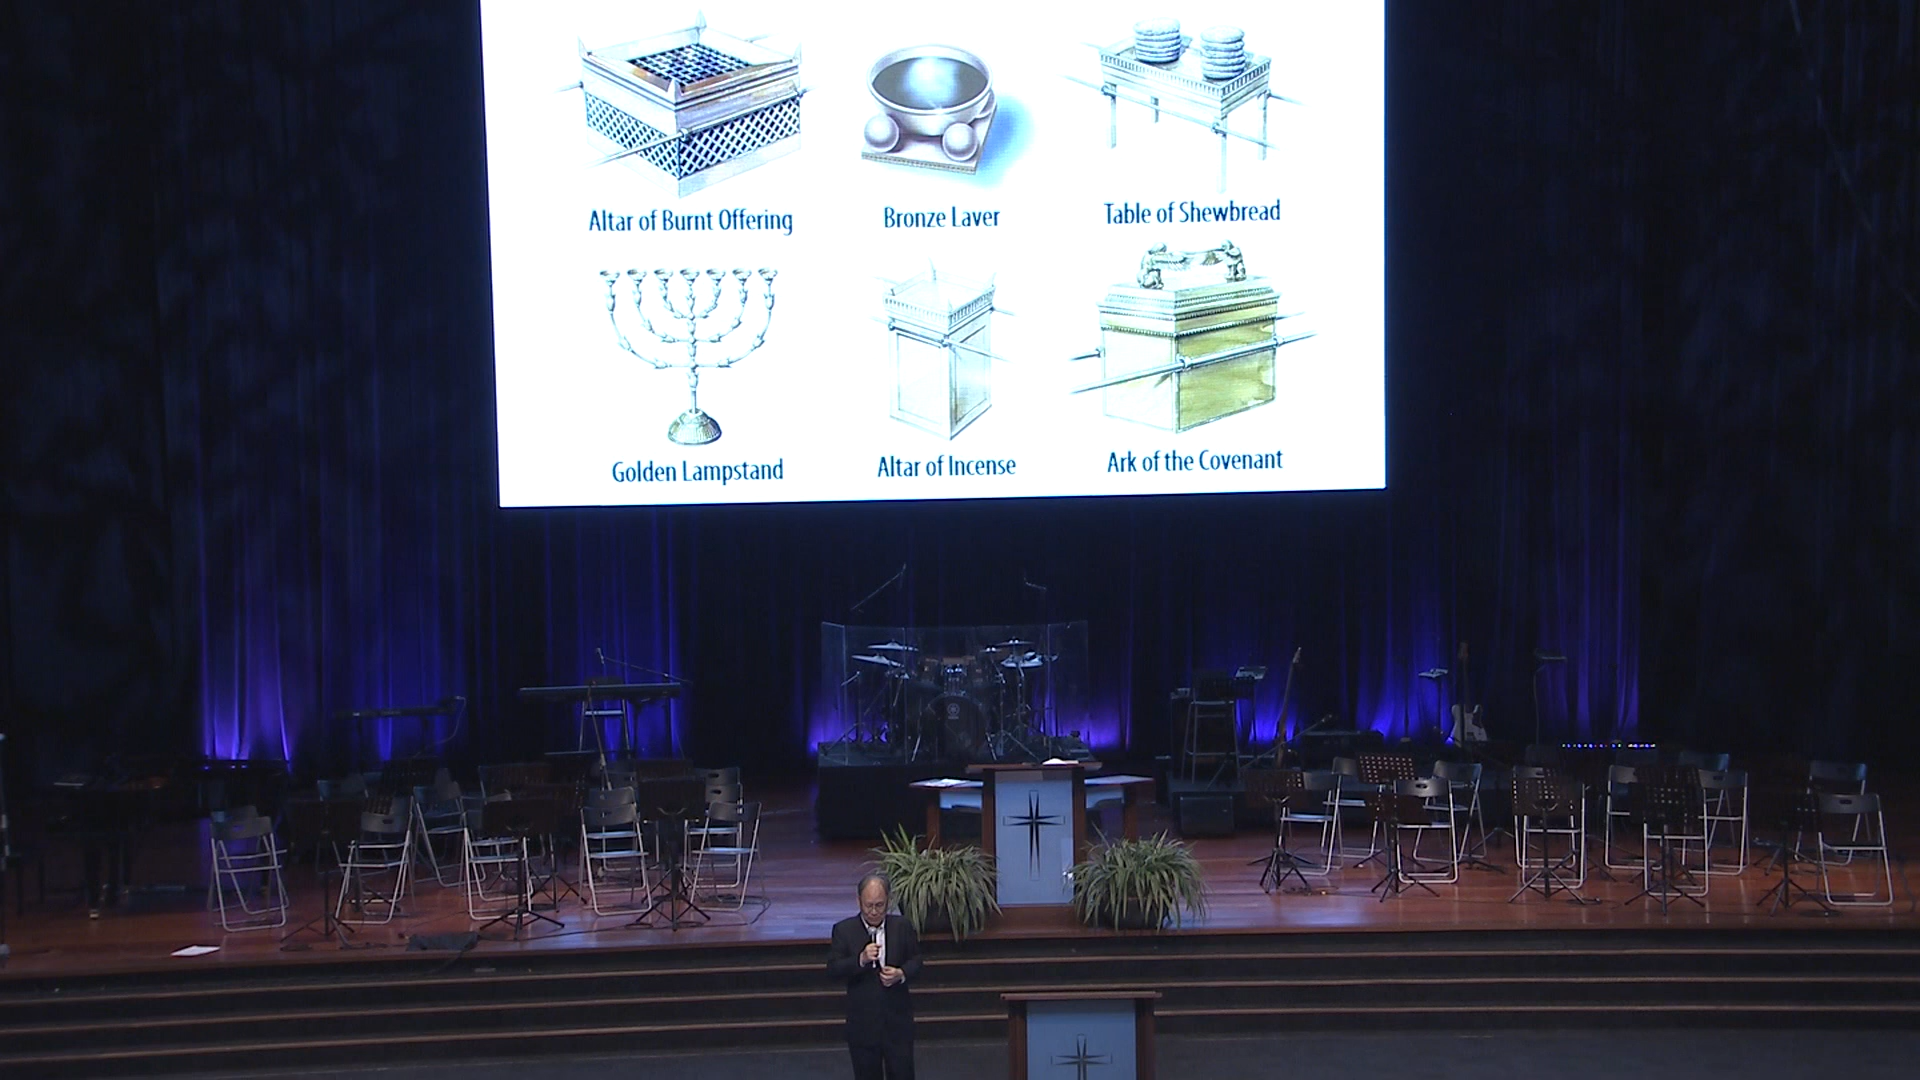 Altar of Burnt Offering
Bronze Laver
Table of Shewbread
Golden Lampstand
Altar of Incense
Ark of the Covenant